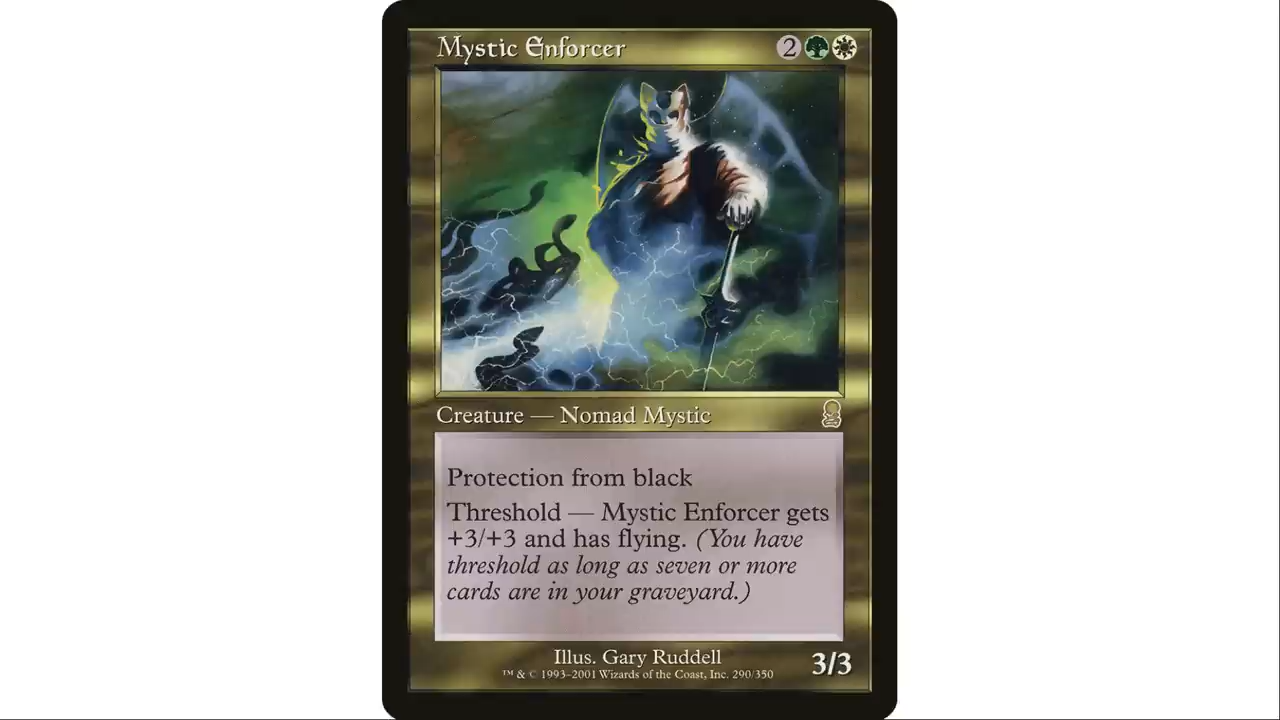 Mystic Enforcer 2
Creature — Nomad Mystic
Protection from black
Threshold — Mystic Enforcer gets
+3/+3 and has flying. (You have
threshold as long as seven or more
cards are in your graveyard.)
Illus. Gary Ruddell
™ & © 1993–2001 Wizards of the Coast, Inc. 290/350
3/3